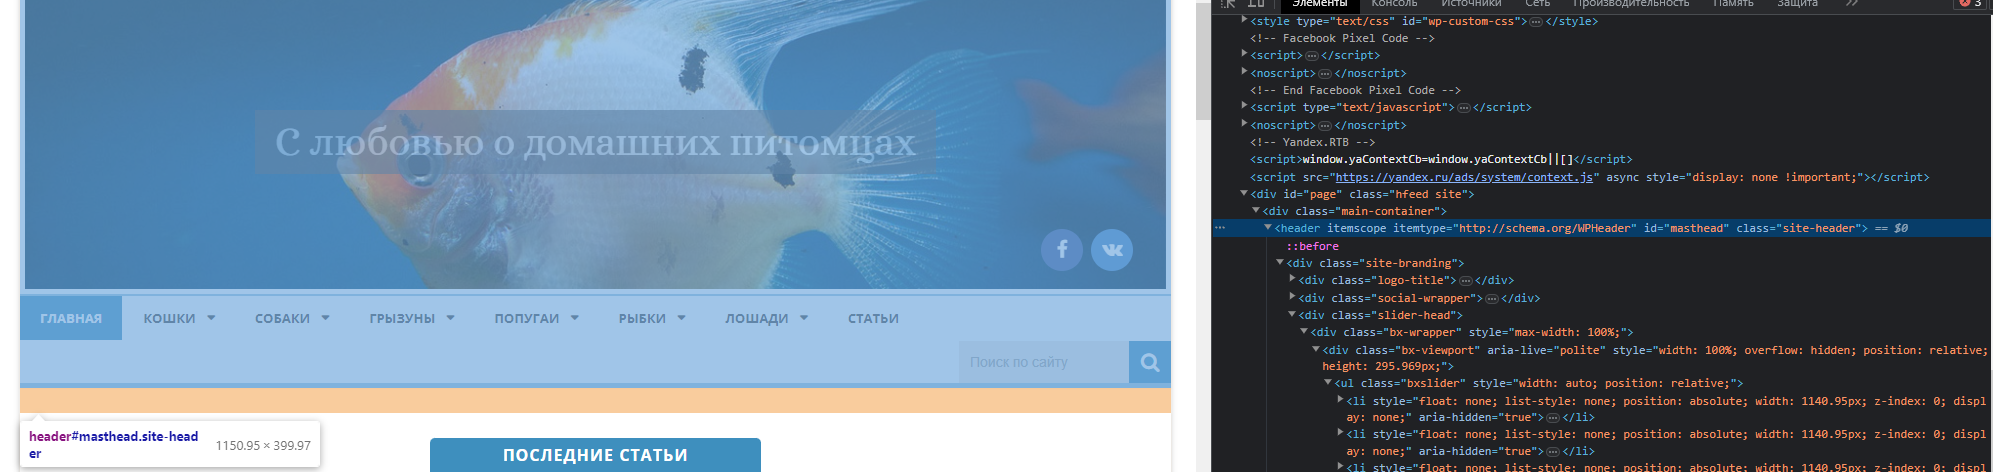 С любовью о домашних питомцах
ГЛАВНАЯ КОШКИ СОБАКИ ГРЫЗУНЫ ПОПУГАИ РЫБКИ ЛОШАДИ СТАТЬИ
Поиск по сайту
header#masthead.site-head
er
1150.95 × 399.97
ПОСЛЕДНИЕ СТАТЬИ
Элементы Консоль Источники Сеть Производительность Память Защита 3
<style type="text/css" id="wp-custom-css">…</style>
<!-- Facebook Pixel Code -->
<script>…</script>
<noscript>…</noscript>
<!-- End Facebook Pixel Code -->
<script type="text/javascript">…</script>
<noscript>…</noscript>
<!-- Yandex.RTB -->
<script>window.yaContextCb=window.yaContextCb||[]</script>
<script src="https://yandex.ru/ads/system/context.js" async style="display: none !important;"></script>
<div id="page" class="hfeed site">
<div class="main-container">
<header itemscope itemtype="http://schema.org/WPHeader" id="masthead" class="site-header"> == $0
::before
<div class="site-branding">
<div class="logo-title">…</div>
<div class="social-wrapper">…</div>
<div class="slider-head">
<div class="bx-wrapper" style="max-width: 100%;">
<div class="bx-viewport" aria-live="polite" style="width: 100%; overflow: hidden; position: relative;
height: 295.969px;">
<ul class="bxslider" style="width: auto; position: relative;">
<li style="float: none; list-style: none; position: absolute; width: 1140.95px; z-index: 0; displ
ay: none;" aria-hidden="true">…</li>
<li style="float: none; list-style: none; position: absolute; width: 1140.95px; z-index: 0; displ
ay: none;" aria-hidden="true">…</li>
<li style="float: none; list-style: none; position: absolute; width: 1140.95px; z-index: 0; displ